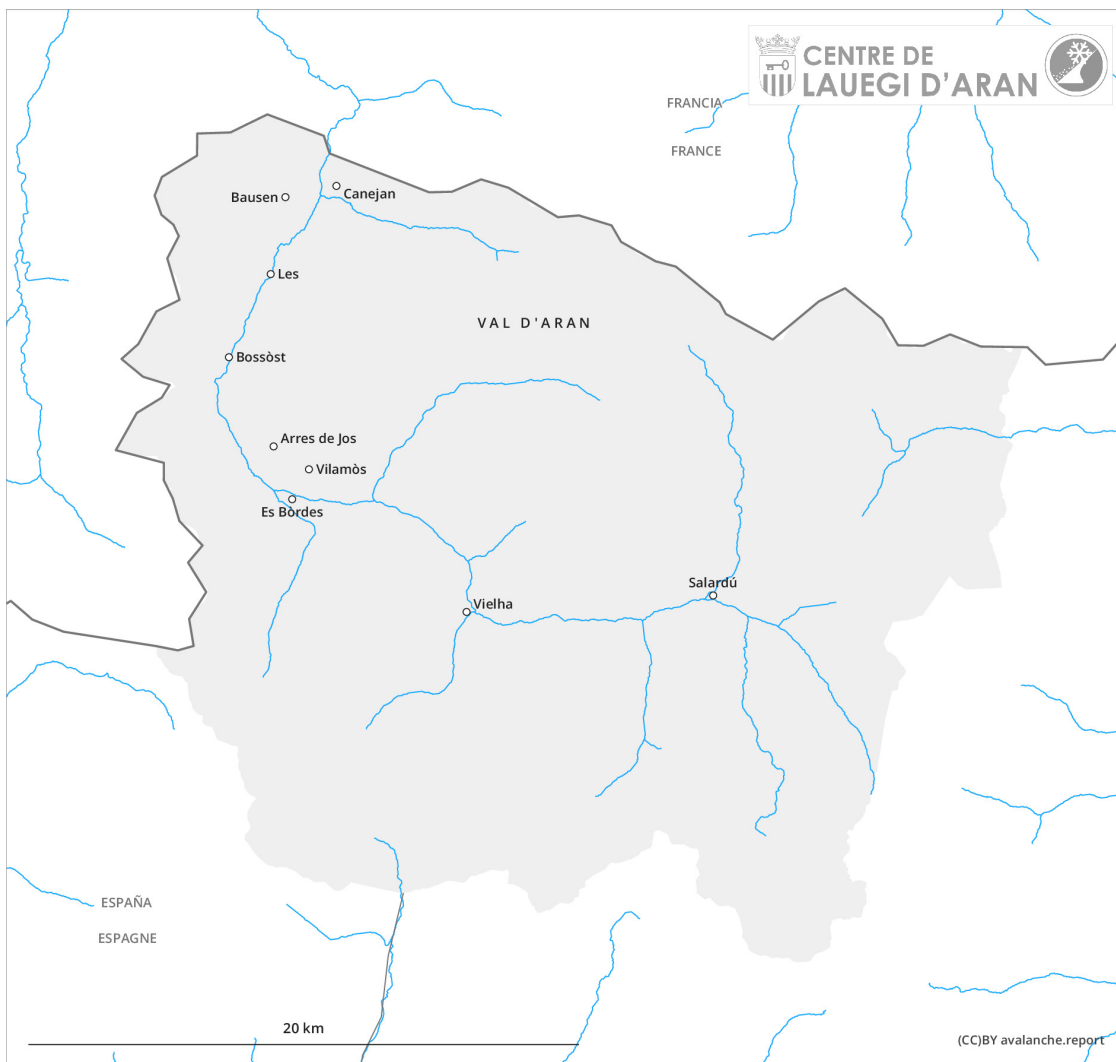 CENTRE DE
LAUEGI D'ARAN
FRANCIA
FRANCE
Bausen
Canejan
Les
VAL D'ARAN
Bossòst
Arres de Jos
Vilamòs
Es Bòrdes
Salardú
Vielha
ESPAÑA
ESPAGNE
20 km
(CC)BY avalanche.report